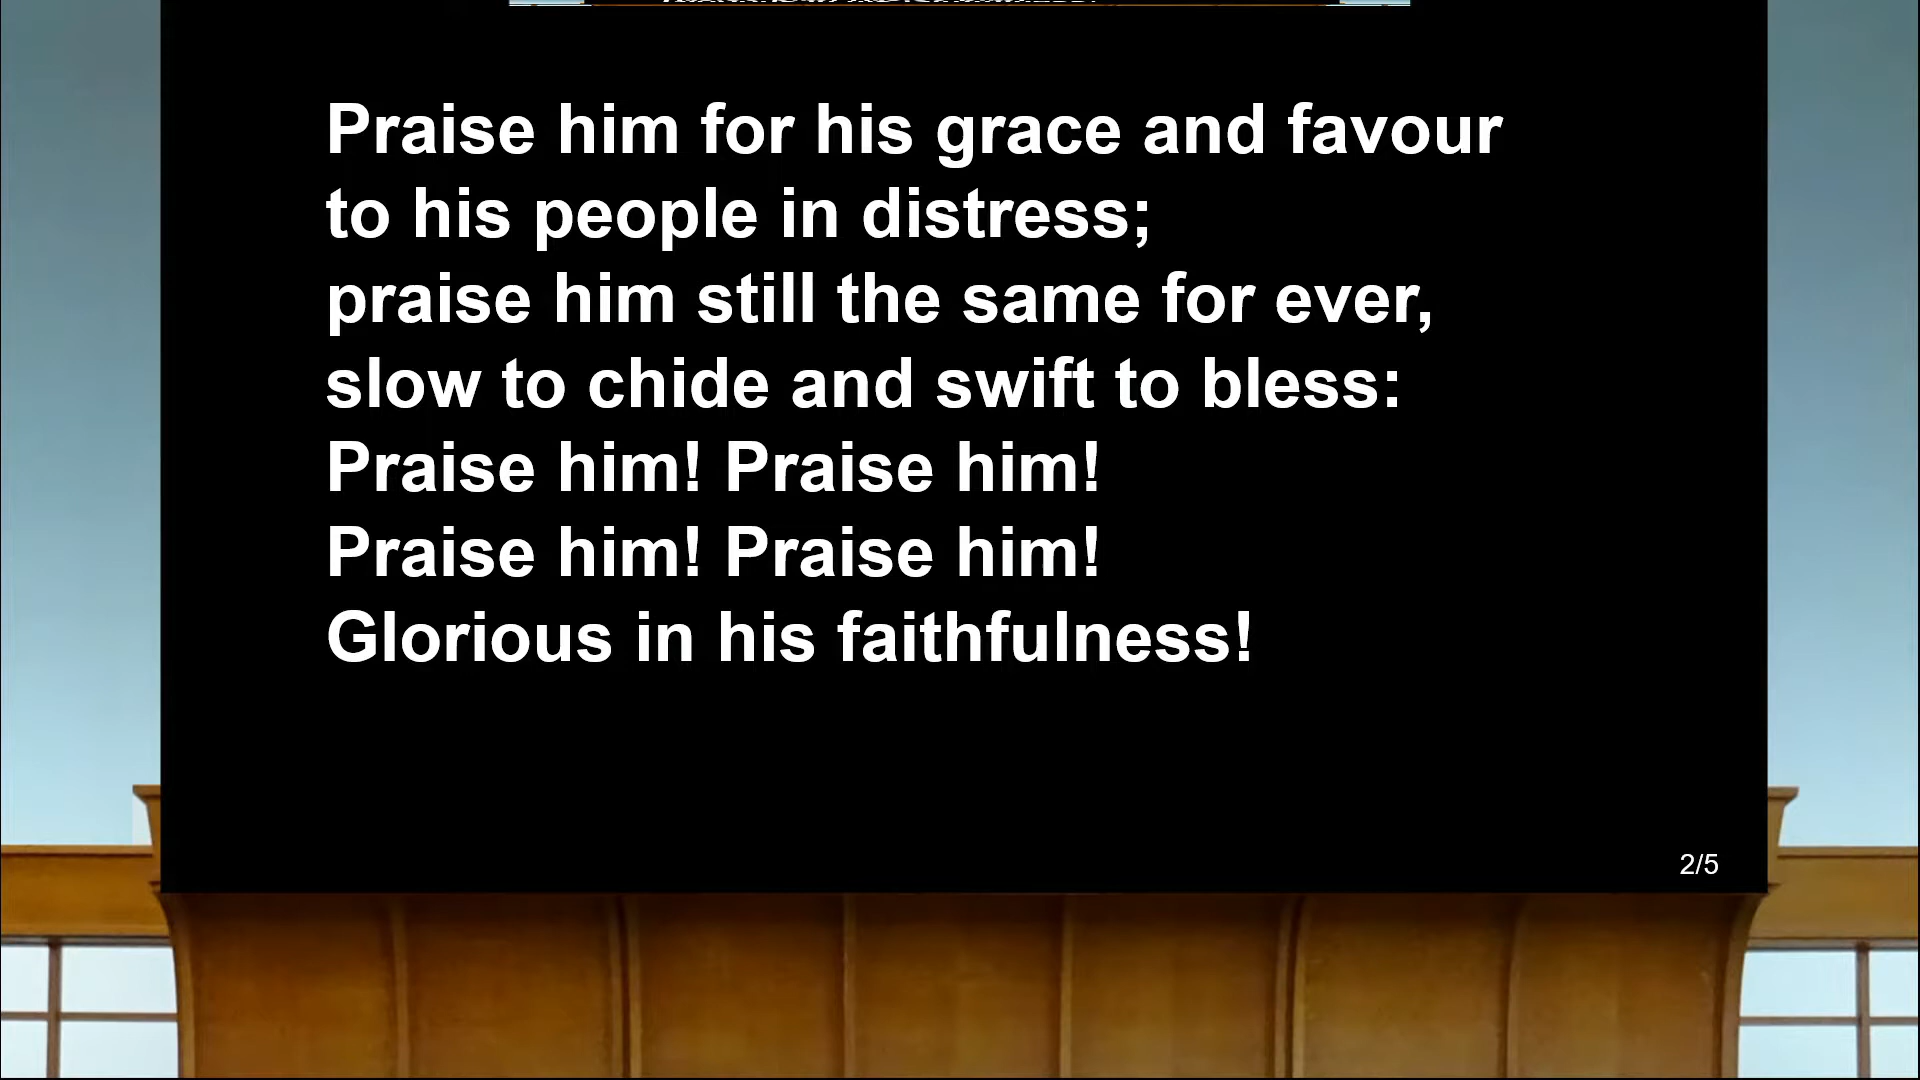 Praise him for his grace and favour
to his people in distress;
praise him still the same for ever,
slow to chide and swift to bless:
Praise him! Praise him!
Praise him! Praise him!
Glorious in his faithfulness!
2/5